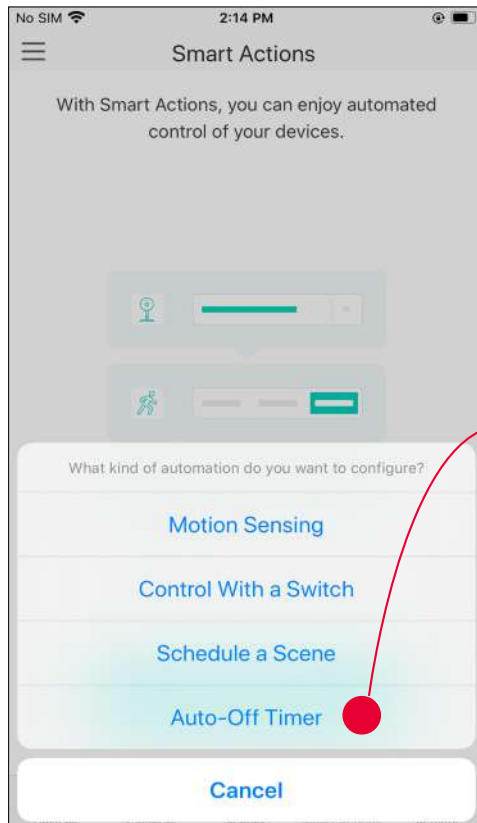 No SIM 2:14 PM
Smart Actions
With Smart Actions, you can enjoy automated
control of your devices.
What kind of automation do you want to configure?
Motion Sensing
Control With a Switch
Schedule a Scene
Auto-Off Timer
Cancel